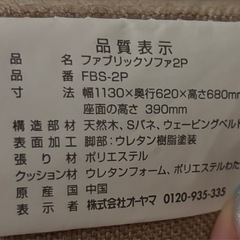 品質表示
品 名 ファブリックソファ2P
品 番 FBS-2P
寸 法 幅1130×奥行620×高さ680mm
座面の高さ 390mm
構造部材 天然木、Sバネ、ウェービングベルト
表面加工 脚部:ウレタン樹脂塗装
張り材 ポリエステル
クッション材 ウレタンフォーム、ポリエステルわた
原産国 中国
表示者 株式会社オーヤマ 0120-935-335